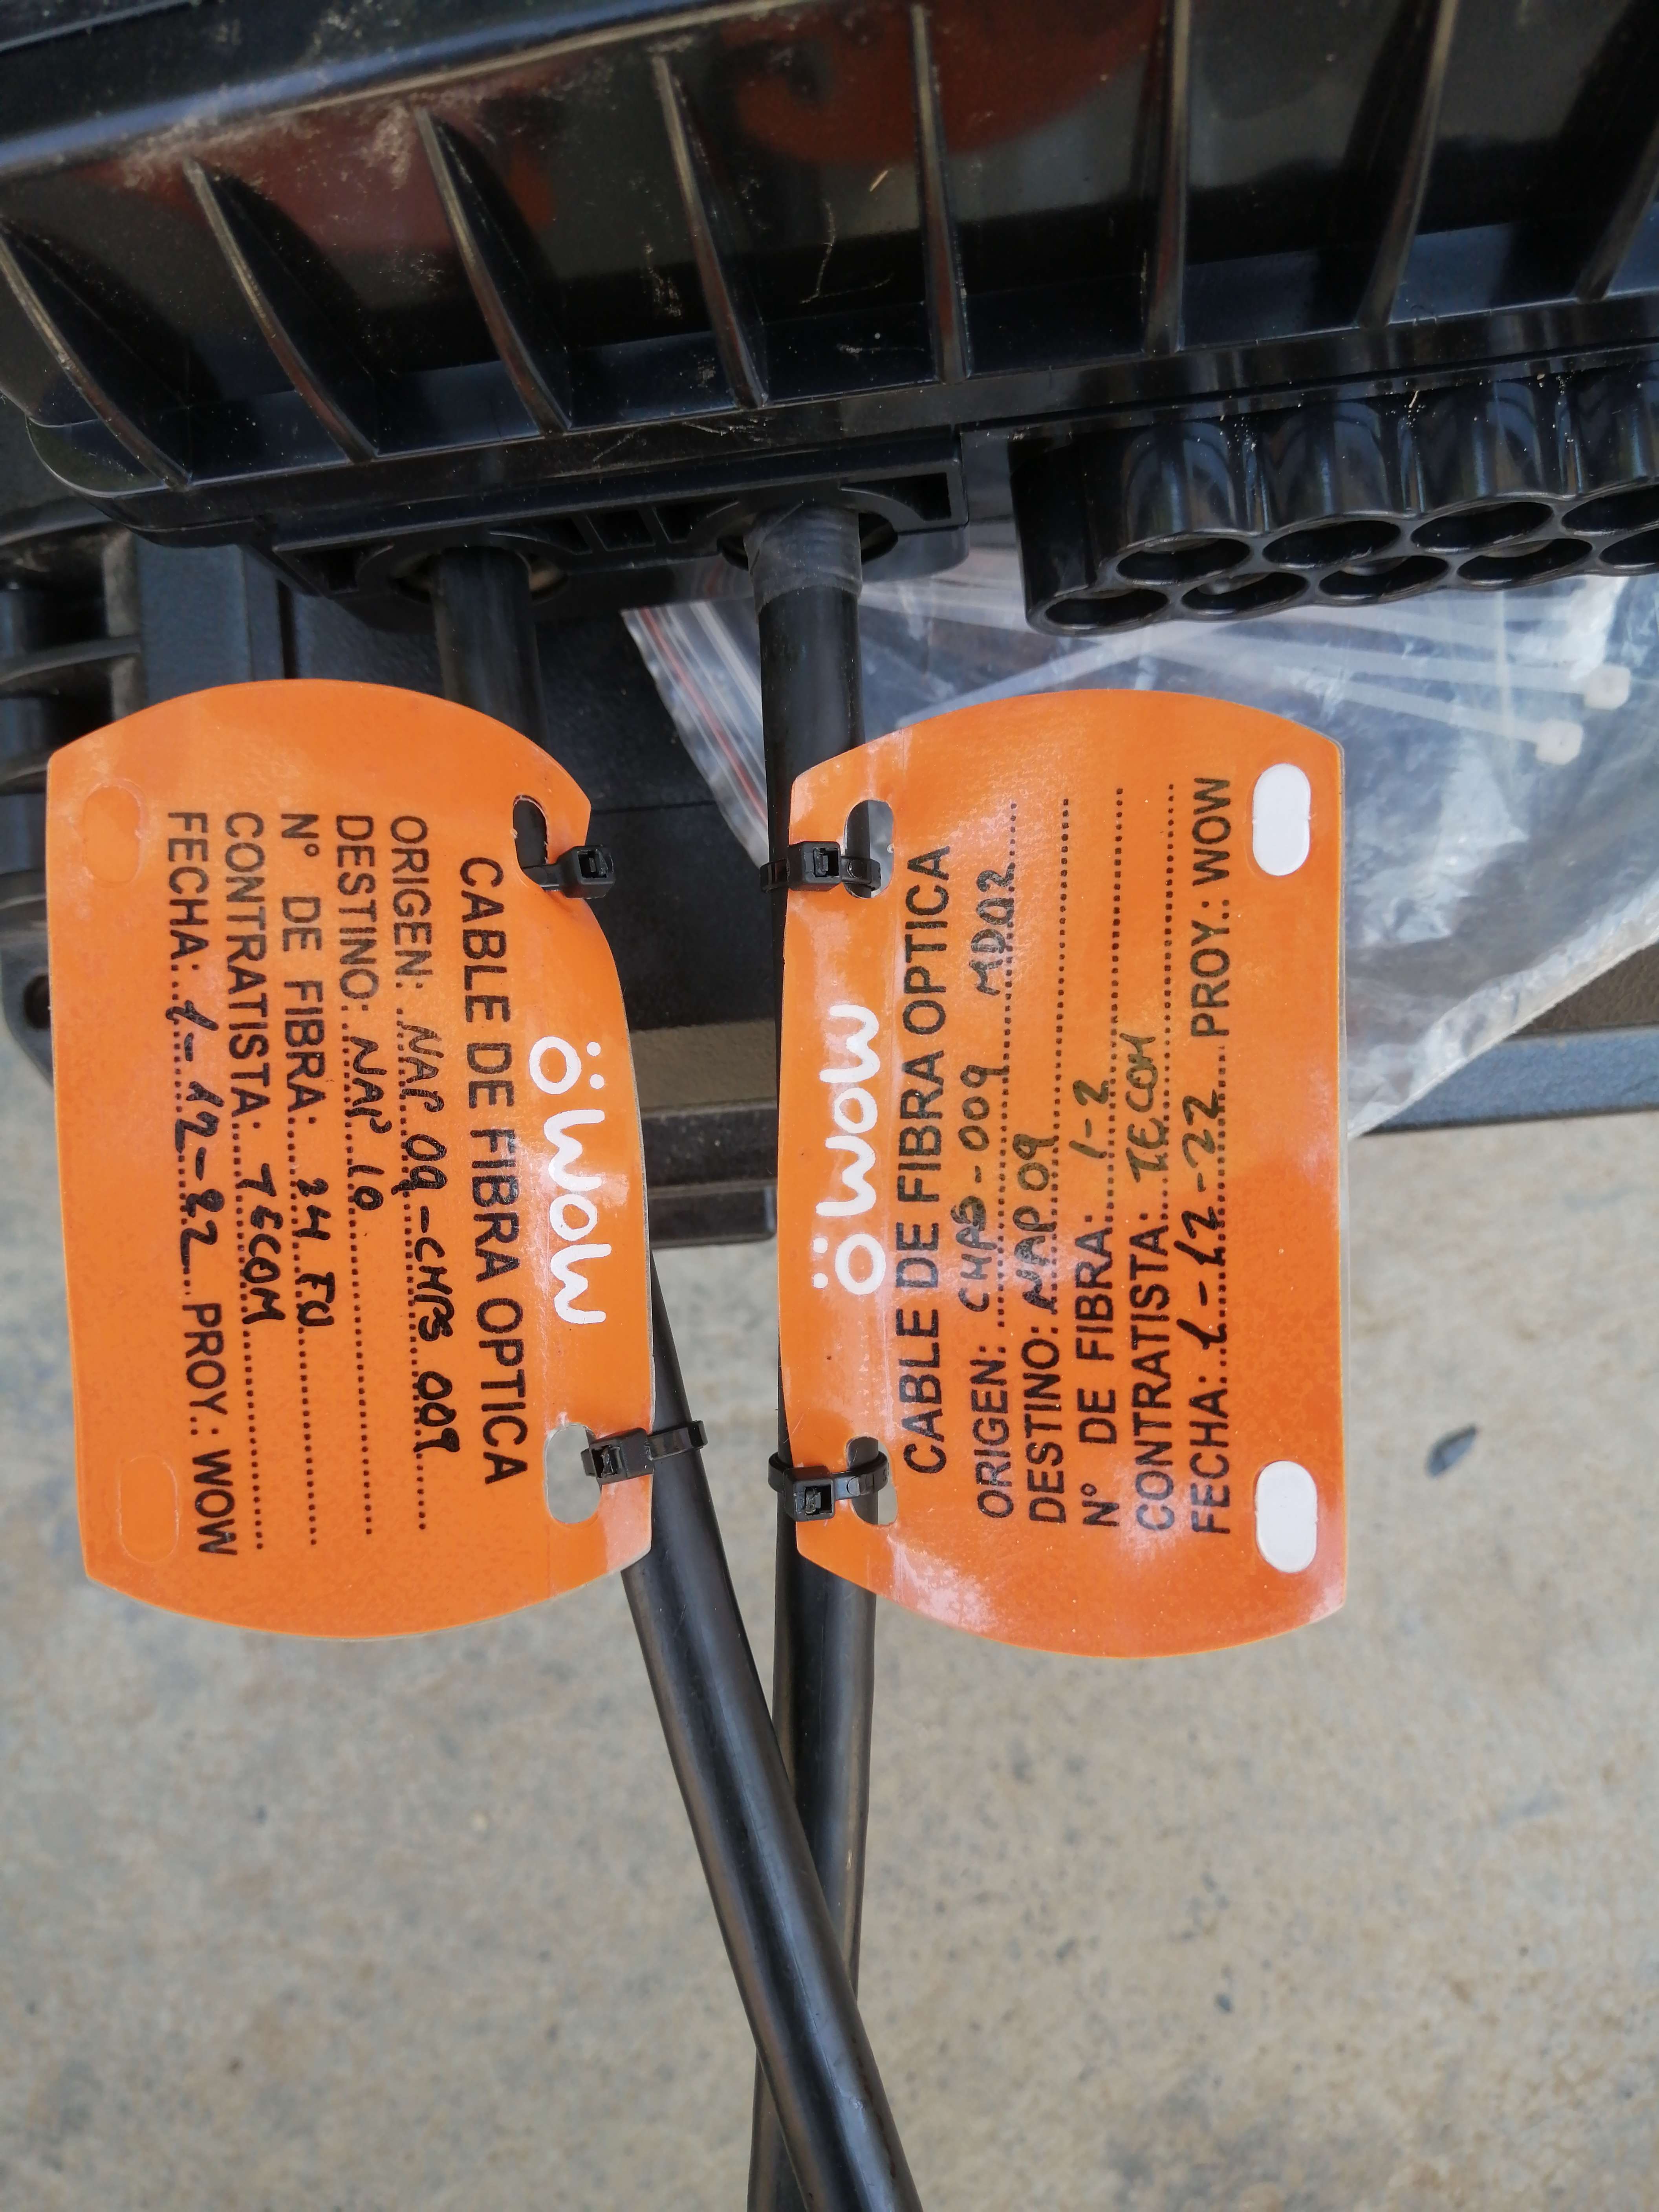 wow
CABLE DE FIBRA OPTICA
ORIGEN: NAP 09 - CHPS 009
DESTINO: NAP 10
N° DE FIBRA: 24 FO
CONTRATISTA: TECOM
FECHA: 1-12-22 PROY.: WOW
wow
CABLE DE FIBRA OPTICA
ORIGEN: CHPS-009 MD02
DESTINO: NAP 09
N° DE FIBRA: 1-2
CONTRATISTA: TECOM
FECHA: 1-12-22 PROY.: WOW